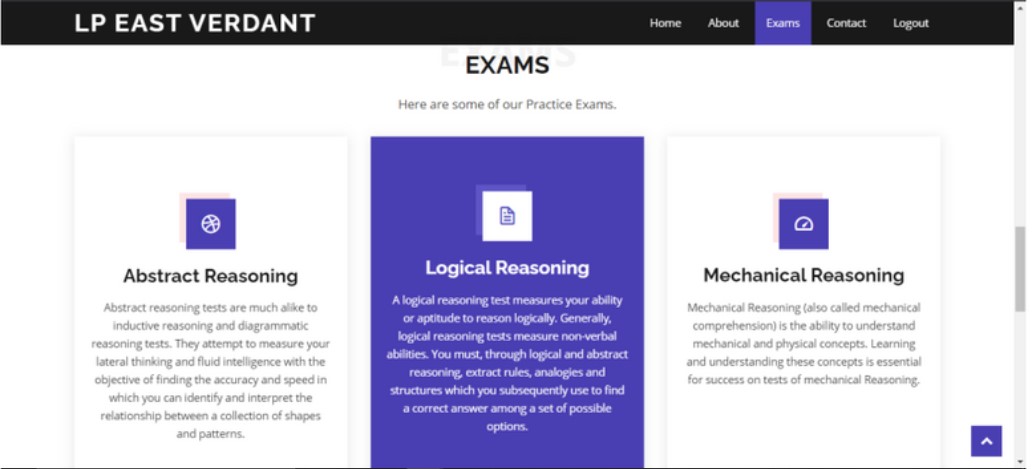 LP EAST VERDANT
Home About Exams Contact Logout
EXAMS
EXAMS
Here are some of our Practice Exams.
Abstract Reasoning
Abstract reasoning tests are much alike to
inductive reasoning and diagrammatic
reasoning tests. They attempt to measure your
lateral thinking and fluid intelligence with the
objective of finding the accuracy and speed in
which you can identify and interpret the
relationship between a collection of shapes
and patterns.
Logical Reasoning
A logical reasoning test measures your ability
or aptitude to reason logically. Generally,
logical reasoning tests measure non-verbal
abilities. You must, through logical and abstract
reasoning, extract rules, analogies and
structures which you subsequently use to find
a correct answer among a set of possible
options.
Mechanical Reasoning
Mechanical Reasoning (also called mechanical
comprehension) is the ability to understand
mechanical and physical concepts. Learning
and understanding these concepts is essential
for success on tests of mechanical Reasoning.